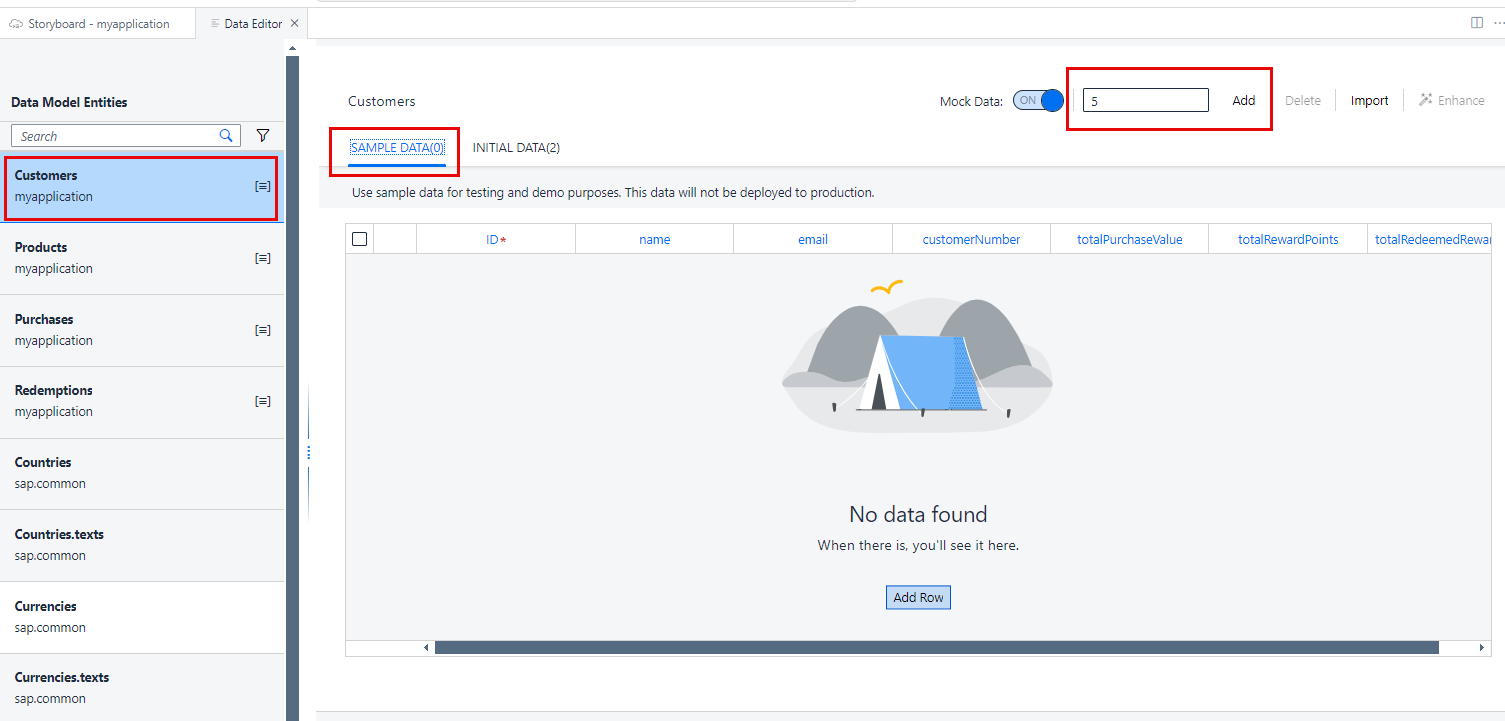 Storyboard - myapplication
Data Editor
Data Model Entities
Search
Customers
myapplication
Products
myapplication
Purchases
myapplication
Redemptions
myapplication
Countries
sap.common
Countries.texts
sap.common
Currencies
sap.common
Currencies.texts
sap.common
Customers
Mock Data: ON 5 Add Delete Import Enhance
SAMPLE DATA(0) INITIAL DATA(2)
Use sample data for testing and demo purposes. This data will not be deployed to production.
ID* name email customerNumber totalPurchaseValue totalRewardPoints totalRedeemedRewar
No data found
When there is, you'll see it here.
Add Row